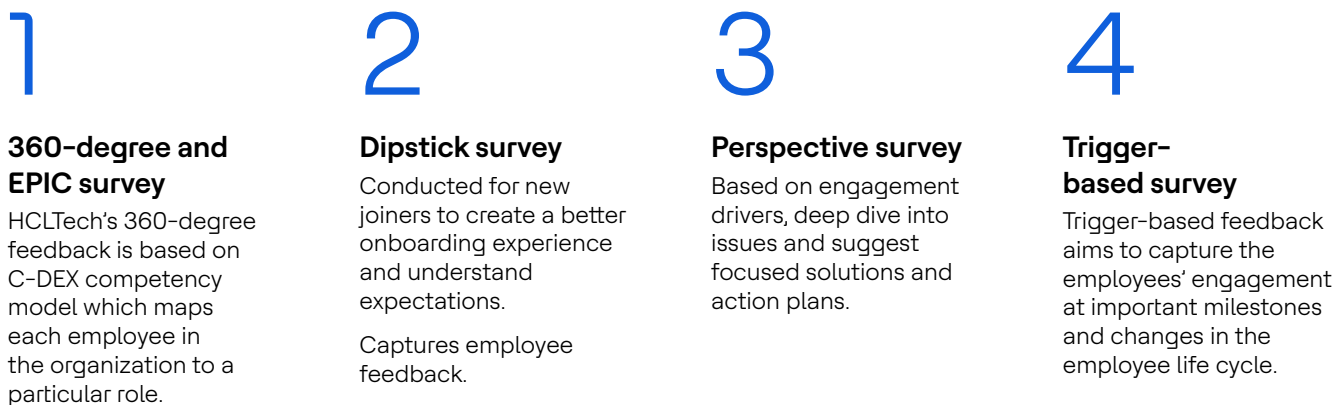 1
360-degree and
EPIC survey
HCLTech's 360-degree
feedback is based on
C-DEX competency
model which maps
each employee in
the organization to a
particular role.
2
Dipstick survey
Conducted for new
joiners to create a better
onboarding experience
and understand
expectations.
Captures employee
feedback.
3
Perspective survey
Based on engagement
drivers, deep dive into
issues and suggest
focused solutions and
action plans.
4
Trigger-
based survey
Trigger-based feedback
aims to capture the
employees' engagement
at important milestones
and changes in the
employee life cycle.